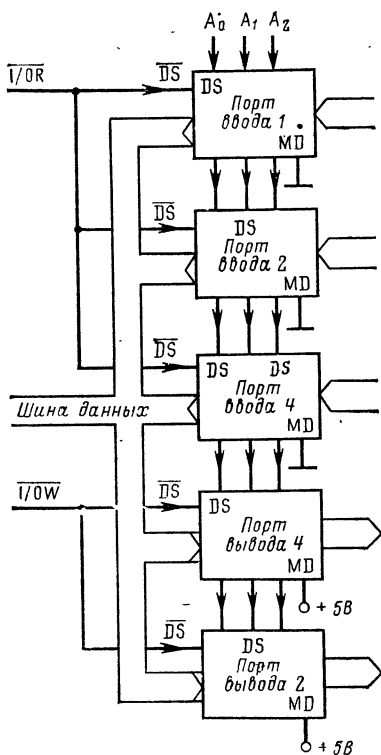 A₀ A₁ A₂
I/OR
DS
DS
Порт
ввода 1
MD
DS
DS
Порт
ввода 2
MD
DS
DS DS
Порт
ввода 4
MD
Шина данных
I/OW
DS
DS
Порт
вывода 4
MD
+ 5В
DS
DS
Порт
вывода 2
MD
+ 5В